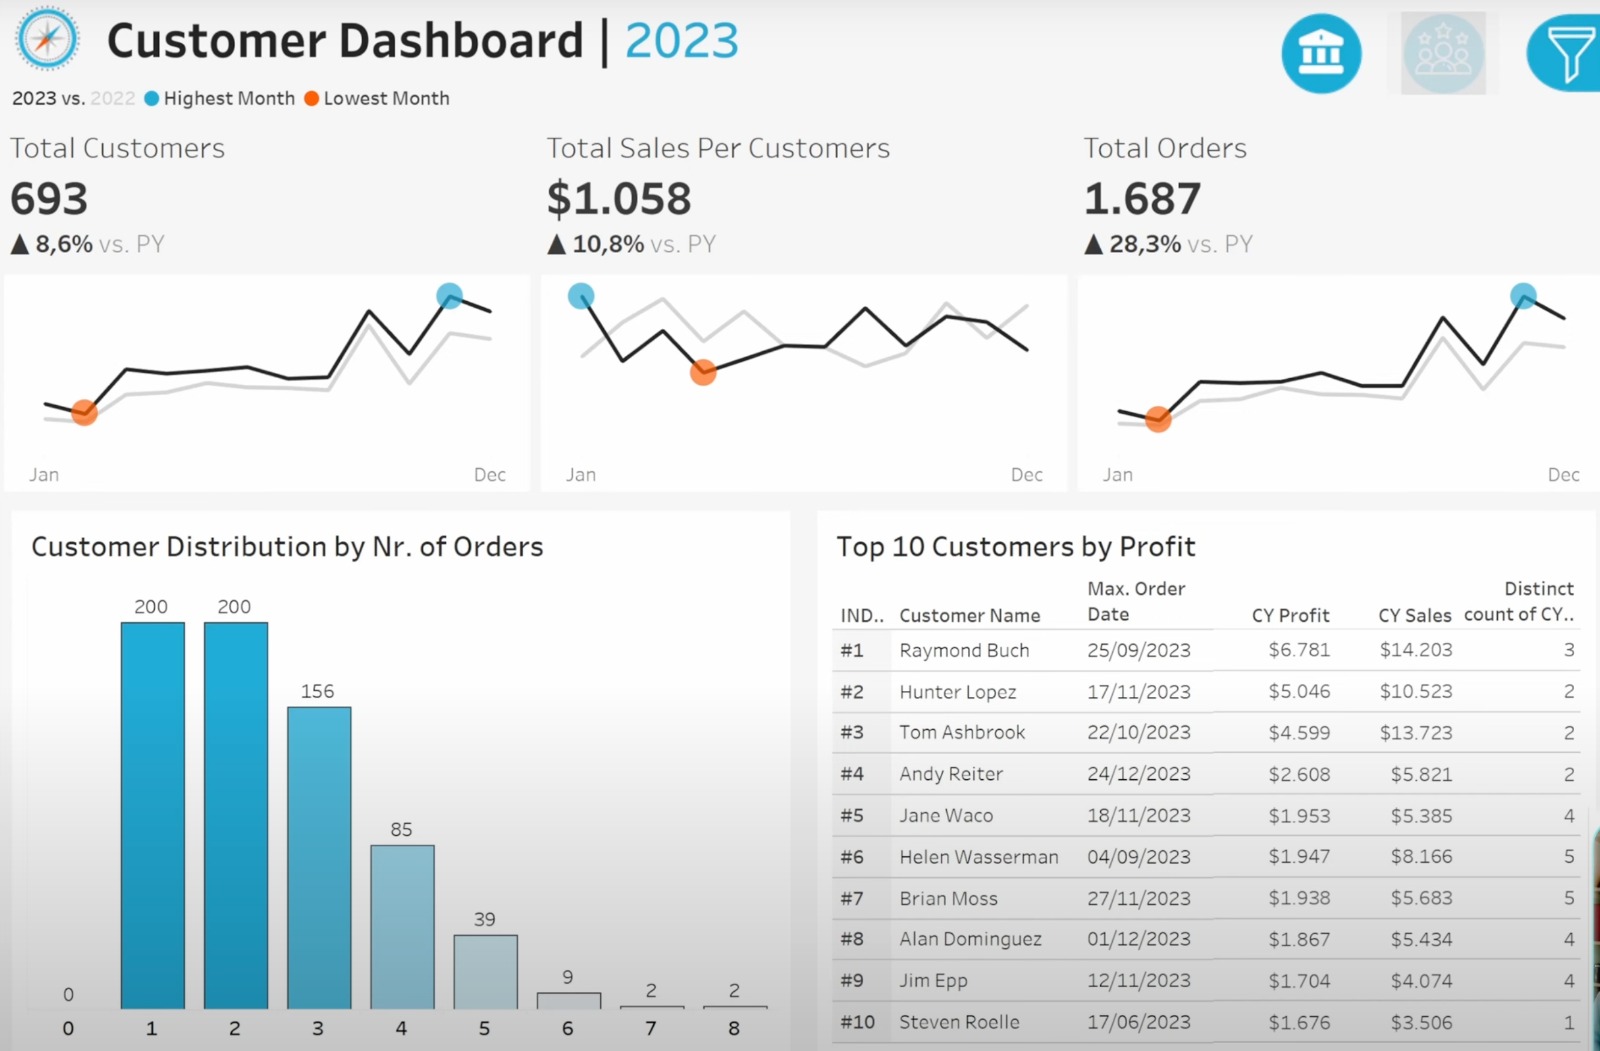 Customer Dashboard | 2023
2023 vs. 2022 Highest Month Lowest Month
Total Customers
693
▲ 8,6% vs. PY
Jan Dec
Total Sales Per Customers
$1.058
▲ 10,8% vs. PY
Jan Dec
Total Orders
1.687
▲ 28,3% vs. PY
Jan Dec
Customer Distribution by Nr. of Orders
0 200 200 156 85 39 9 2 2
0 1 2 3 4 5 6 7 8
Top 10 Customers by Profit
IND.. Customer Name Max. Order Date CY Profit CY Sales Distinct count of CY..
#1 Raymond Buch 25/09/2023 $6.781 $14.203 3
#2 Hunter Lopez 17/11/2023 $5.046 $10.523 2
#3 Tom Ashbrook 22/10/2023 $4.599 $13.723 2
#4 Andy Reiter 24/12/2023 $2.608 $5.821 2
#5 Jane Waco 18/11/2023 $1.953 $5.385 4
#6 Helen Wasserman 04/09/2023 $1.947 $8.166 5
#7 Brian Moss 27/11/2023 $1.938 $5.683 5
#8 Alan Dominguez 01/12/2023 $1.867 $5.434 4
#9 Jim Epp 12/11/2023 $1.704 $4.074 4
#10 Steven Roelle 17/06/2023 $1.676 $3.506 1